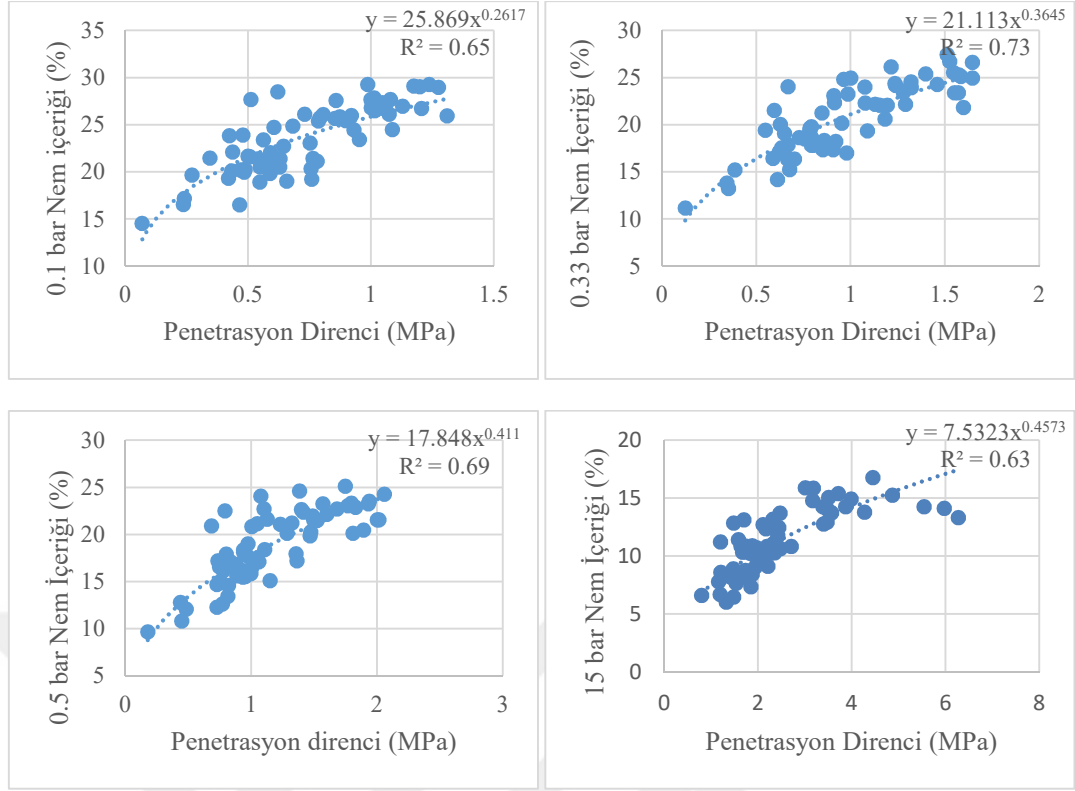 y = 25.869x^0.2617
R² = 0.65
35
30
25
20
15
10
0.1 bar Nem içeriği (%)
0
0.5
1
1.5
Penetrasyon Direnci (MPa)
y = 21.113x^0.3645
R² = 0.73
30
25
20
15
10
5
0.33 bar Nem İçeriği (%)
0
0.5
1
1.5
2
Penetrasyon Direnci (MPa)
y = 17.848x^0.411
R² = 0.69
30
25
20
15
10
5
0.5 bar Nem İçeriği (%)
0
1
2
3
Penetrasyon direnci (MPa)
y = 7.5323x^0.4573
R² = 0.63
20
15
10
5
0
15 bar Nem İçeriği (%)
0
2
4
6
8
Penetrasyon Direnci (MPa)